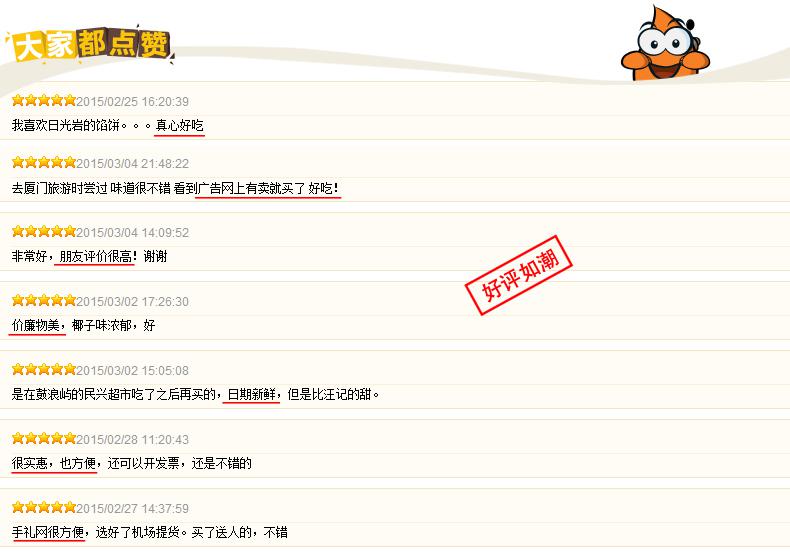 大家都点赞
2015/02/25 16:20:39
我喜欢日光岩的馅饼。。。真心好吃
2015/03/04 21:48:22
去厦门旅游时尝过 味道很不错 看到广告网上有卖就买了 好吃!
2015/03/04 14:09:52
非常好，朋友评价很高！谢谢
好评如潮
2015/03/02 17:26:30
价廉物美，椰子味浓郁，好
2015/03/02 15:05:08
是在鼓浪屿的民兴超市吃了之后再买的，日期新鲜，但是比汪记的甜。
2015/02/28 11:20:43
很实惠，也方便，还可以开发票，还是不错的
2015/02/27 14:37:59
手礼网很方便，选好了机场提货。买了送人的，不错